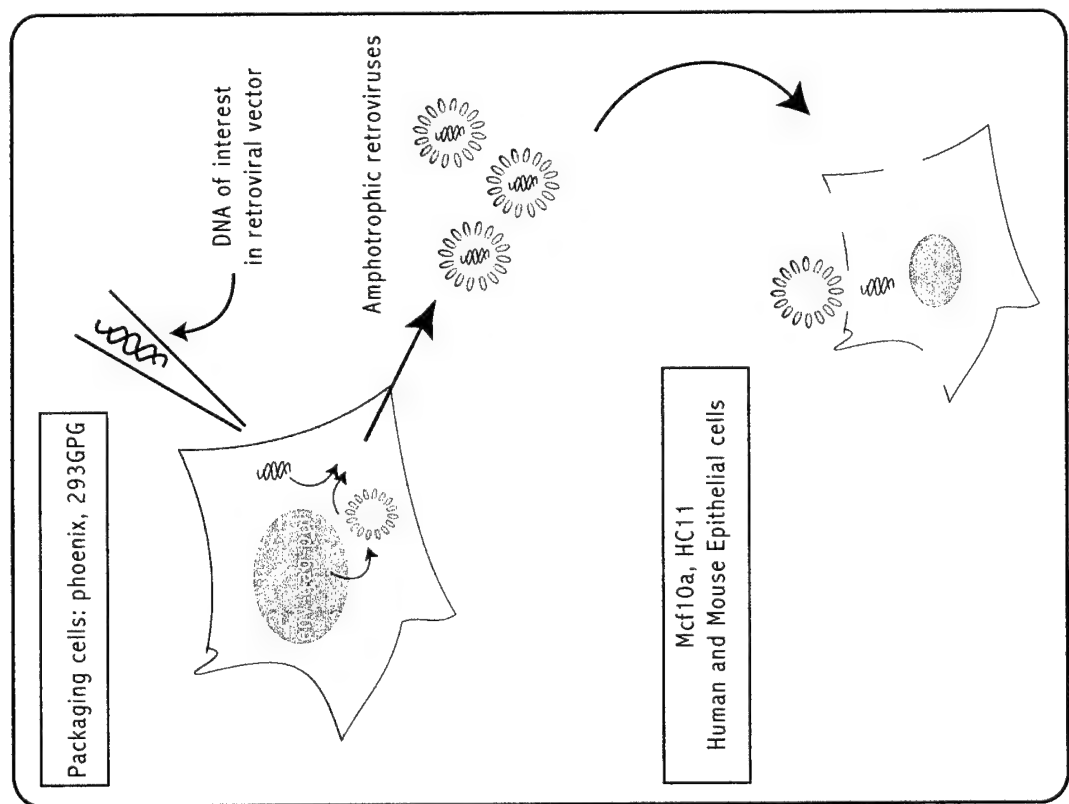 Packaging cells: phoenix, 293GPG
DNA of interest
in retroviral vector
Amphotrophic retroviruses
Mcf10a, HC11
Human and Mouse Epithelial cells